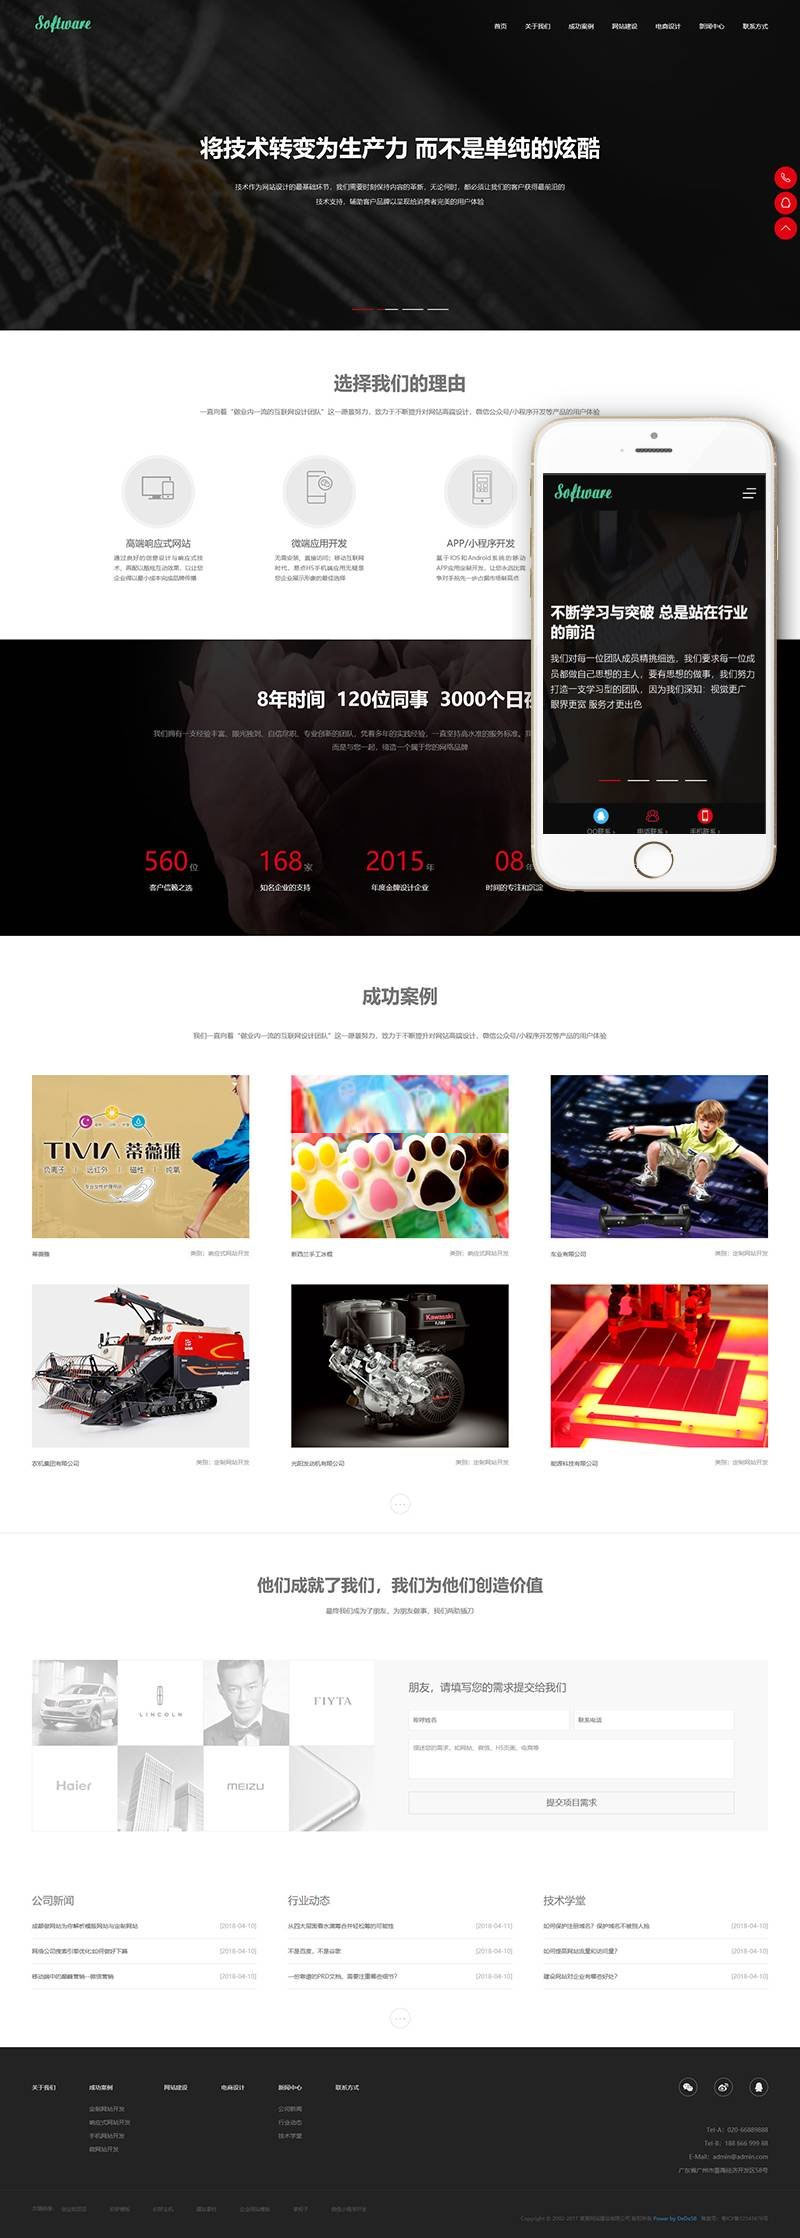 Software
首页 关于我们 成功案例 网站建设 电商设计 新闻中心 联系方式
将技术转变为生产力 而不是单纯的炫酷
技术作为网站设计的最基础环节，我们需要时刻保持内容的革新，无论何时，都必须让我们的客户获得最前沿的
技术支持，辅助客户品牌以呈现给消费者完美的用户体验
选择我们的理由
一直向着“做业内一流的互联网设计团队”这一愿景努力，致力于不断提升对网站高端设计、微信公众号/小程序开发等产品的用户体验
高端响应式网站
通过良好的信息设计与响应式技
术，再配以酷炫互动效果，以让您
企业得以最小成本完成品牌传播
微端应用开发
无需安装，直接访问；移动互联网
时代，易点H5手机端应用无疑是
您企业展示形象的最佳选择
APP/小程序开发
基于IOS和Android系统的移动
APP应用定制开发，让您永远比竞
争对手抢先一步占据市场制高点
Software
不断学习与突破 总是站在行业
的前沿
我们对每一位团队成员精挑细选，我们要求每一位成
员都做自己思想的主人，要有思想的做事，我们努力
打造一支学习型的团队，因为我们深知：视觉更广
眼界更宽 服务才更出色
QQ联系 电话联系 手机联系
8年时间 120位同事 3000个日
我们拥有一支经验丰富、眼光独到、自信尽职、专业创新的团队，凭着多年的实践经验，一直坚持高水准的服务标准。
而是与您一起，缔造一个属于您的网络品牌
560位 168家 2015年 08年
客户信赖之选 知名企业的支持 年度金牌设计企业 时间的专注和沉淀
成功案例
我们一直向着“做业内一流的互联网设计团队”这一愿景努力，致力于不断提升对网站高端设计、微信公众号/小程序开发等产品的用户体验
TIVIA 蒂薇雅
负离子 | 远红外 | 磁性 | 纯氧
专业女性护理用品
蒂薇雅 类别：响应式网站开发
新西兰手工冰棍 类别：响应式网站开发
车业有限公司 类别：定制网站开发
Kawasaki
农机集团有限公司 类别：定制网站开发
光阳发动机有限公司 类别：定制网站开发
能源科技有限公司 类别：定制网站开发
他们成就了我们，我们为他们创造价值
最终我们成为了朋友，为朋友做事，我们两肋插刀
LINCOLN
FIYTA
Haier
MEIZU
朋友，请填写您的需求提交给我们
称呼姓名 联系电话
描述您的需求，如网站、微信、H5页面、电商等
提交项目需求
公司新闻
成都做网站为你解析模版网站与定制网站 [2018-04-10]
网络公司搜索引擎优化:如何做好下篇 [2018-04-10]
移动端中的巅峰营销--微信营销 [2018-04-10]
行业动态
从四大层面看水滴筹合并轻松筹的可能性 [2018-04-11]
不是百度，不是谷歌 [2018-04-10]
一份靠谱的PRD文档，需要注重哪些细节？ [2018-04-10]
技术学堂
如何保护注册域名？保护域名不被别人抢 [2018-04-10]
如何提高网站流量和访问量？ [2018-04-10]
建设网站对企业有哪些好处？ [2018-04-10]
关于我们 成功案例 网站建设 电商设计 新闻中心 联系方式
定制网站开发 公司新闻
响应式网站开发 行业动态
手机网站开发 技术学堂
微网站开发
Tel-A：020-66889888
Tel-B：188 666 999 88
E-Mail：admin@admin.com
广东省广州市番禺经济开发区58号
Power by DeDe58